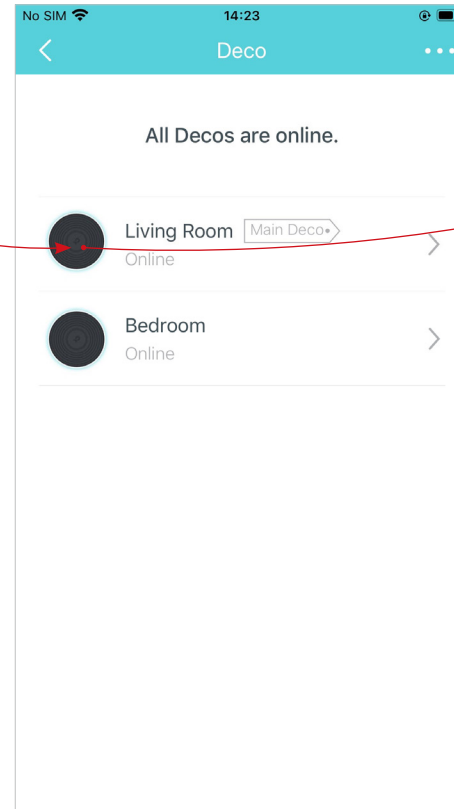 No SIM 14:23
Deco
All Decos are online.
Living Room Main Deco
Online
Bedroom
Online